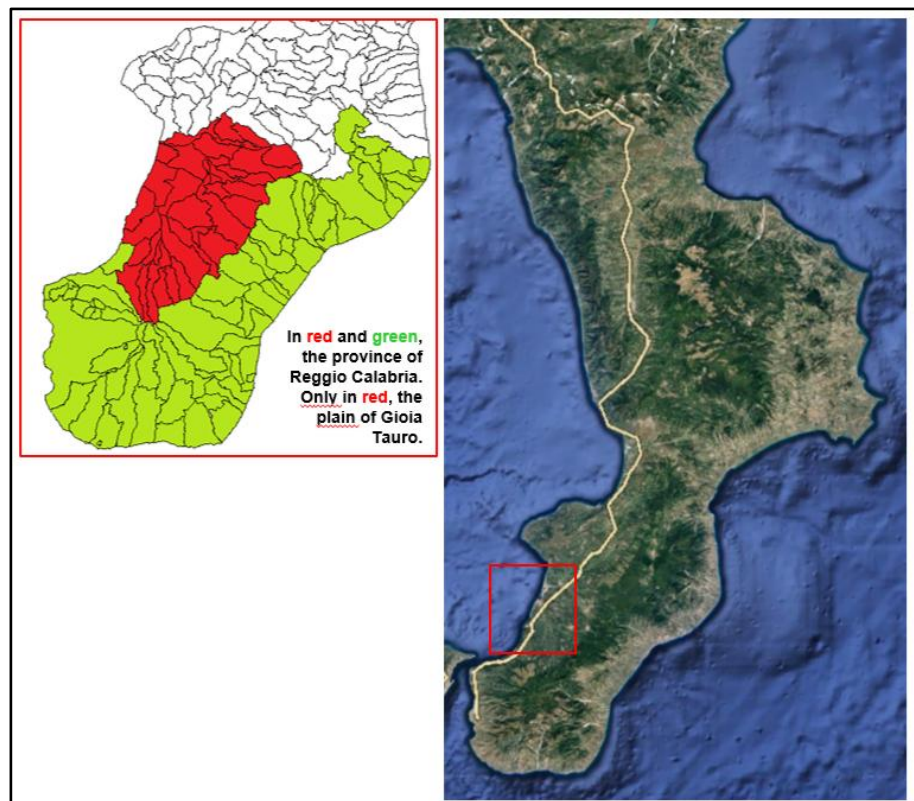 In red and green,
the province of
Reggio Calabria.
Only in red, the
plain of Gioia
Tauro.